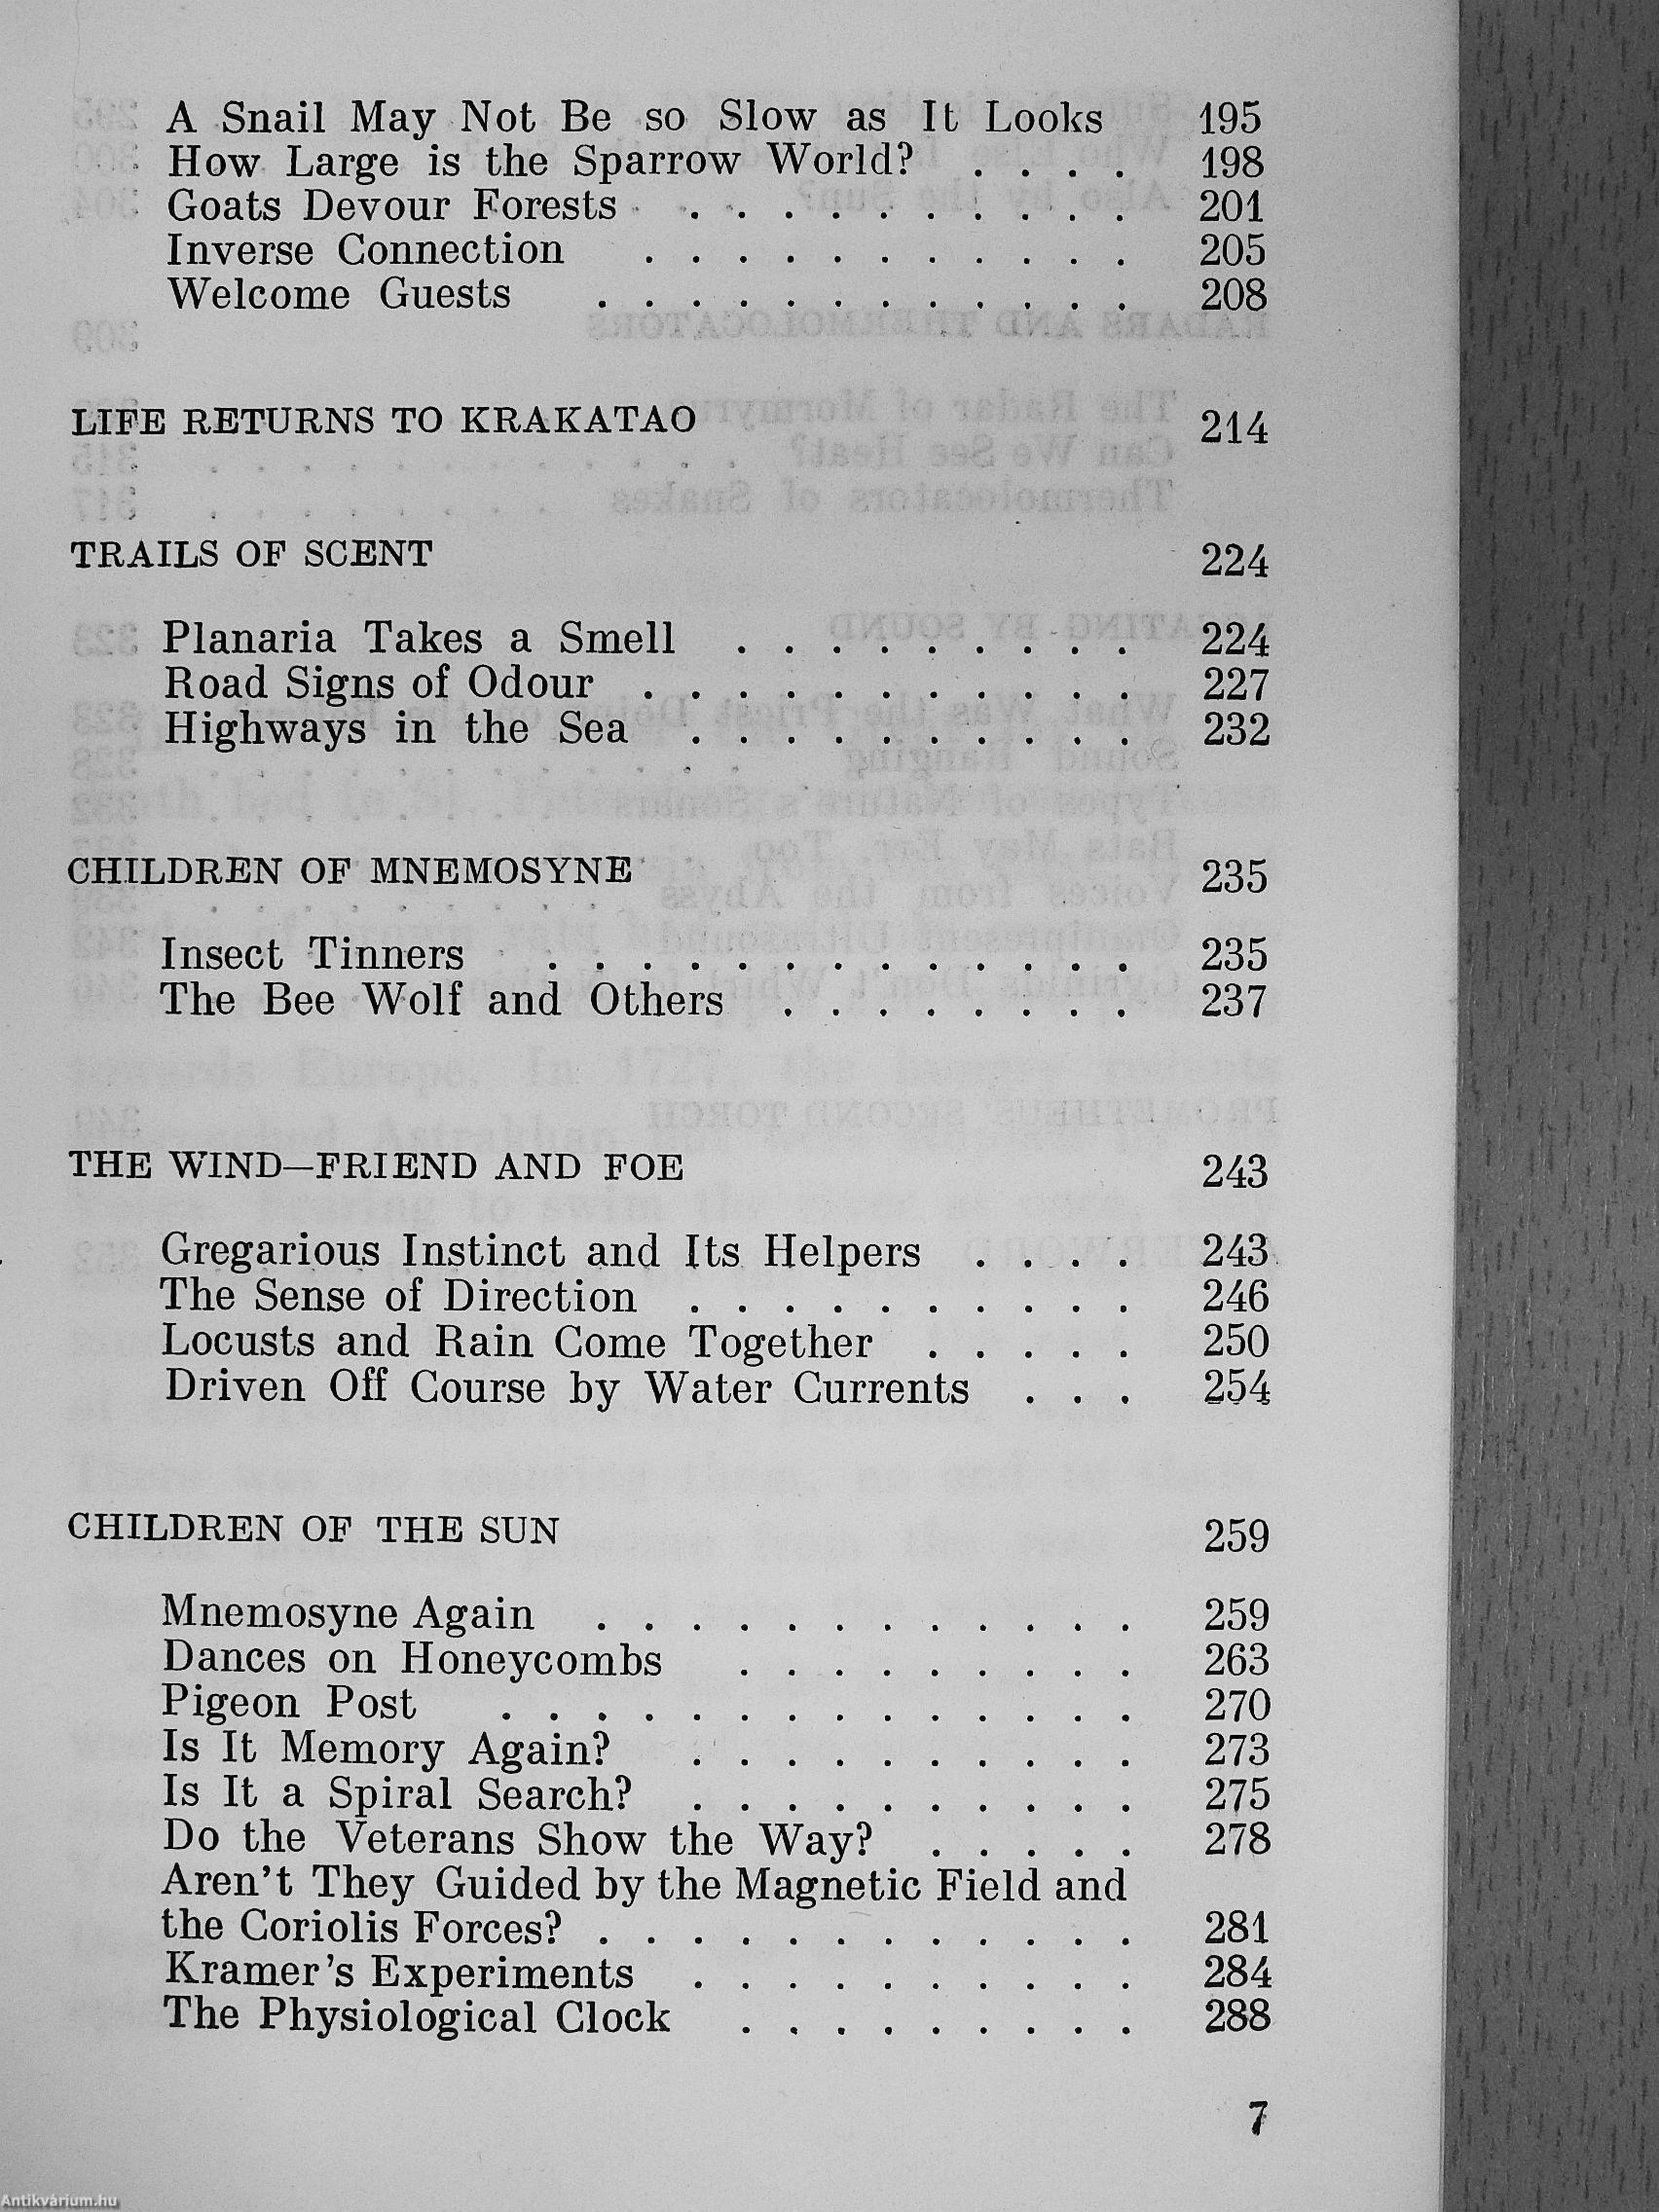 A Snail May Not Be so Slow as It Looks 195
How Large is the Sparrow World? . . . . 198
Goats Devour Forests . . . . . . . . . . 201
Inverse Connection . . . . . . . . . . . 205
Welcome Guests . . . . . . . . . . . . 208
LIFE RETURNS TO KRAKATAO 214
TRAILS OF SCENT 224
Planaria Takes a Smell . . . . . . . . . 224
Road Signs of Odour . . . . . . . . . . . 227
Highways in the Sea . . . . . . . . . . 232
CHILDREN OF MNEMOSYNE 235
Insect Tinners . . . . . . . . . . . . . 235
The Bee Wolf and Others . . . . . . . . 237
THE WIND—FRIEND AND FOE 243
Gregarious Instinct and Its Helpers . . . . 243
The Sense of Direction . . . . . . . . . . 246
Locusts and Rain Come Together . . . . . 250
Driven Off Course by Water Currents . . . 254
CHILDREN OF THE SUN 259
Mnemosyne Again . . . . . . . . . . . . 259
Dances on Honeycombs . . . . . . . . . 263
Pigeon Post . . . . . . . . . . . . . . 270
Is It Memory Again? . . . . . . . . . . 273
Is It a Spiral Search? . . . . . . . . . . 275
Do the Veterans Show the Way? . . . . . 278
Aren't They Guided by the Magnetic Field and
the Coriolis Forces? . . . . . . . . . . . . 281
Kramer's Experiments . . . . . . . . . . 284
The Physiological Clock . . . . . . . . . 288
7
Antikvárium.hu